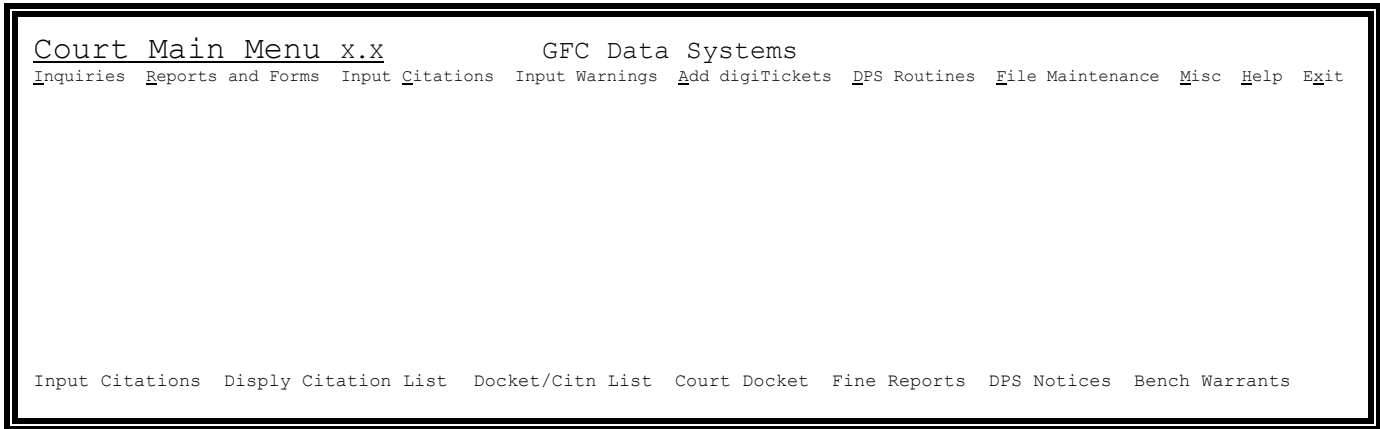 Court Main Menu x.x GFC Data Systems
Inquiries Reports and Forms Input Citations Input Warnings Add digiTickets DPS Routines File Maintenance Misc Help Exit
Input Citations Disply Citation List Docket/Citn List Court Docket Fine Reports DPS Notices Bench Warrants